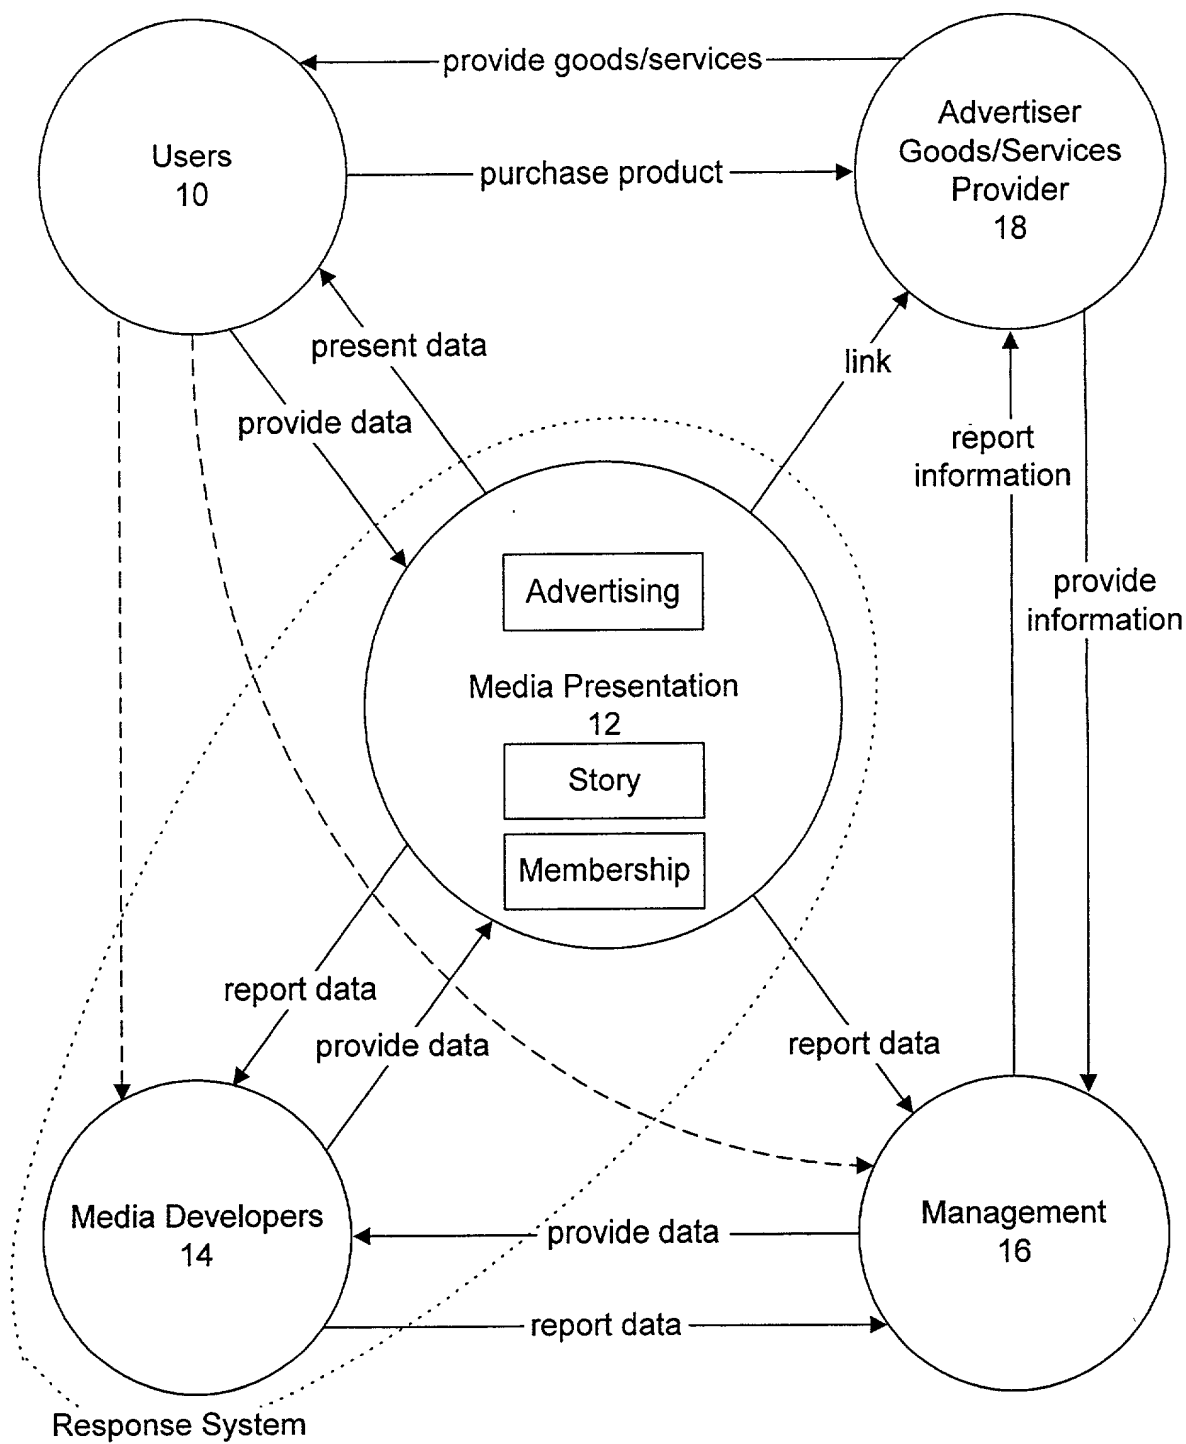 provide goods/services
Users
10
Advertiser
Goods/Services
Provider
18
purchase product
present data
link
provide data
report
information
provide
information
Advertising
Media Presentation
12
Story
Membership
report data
provide data
report data
Media Developers
14
Management
16
provide data
report data
Response System